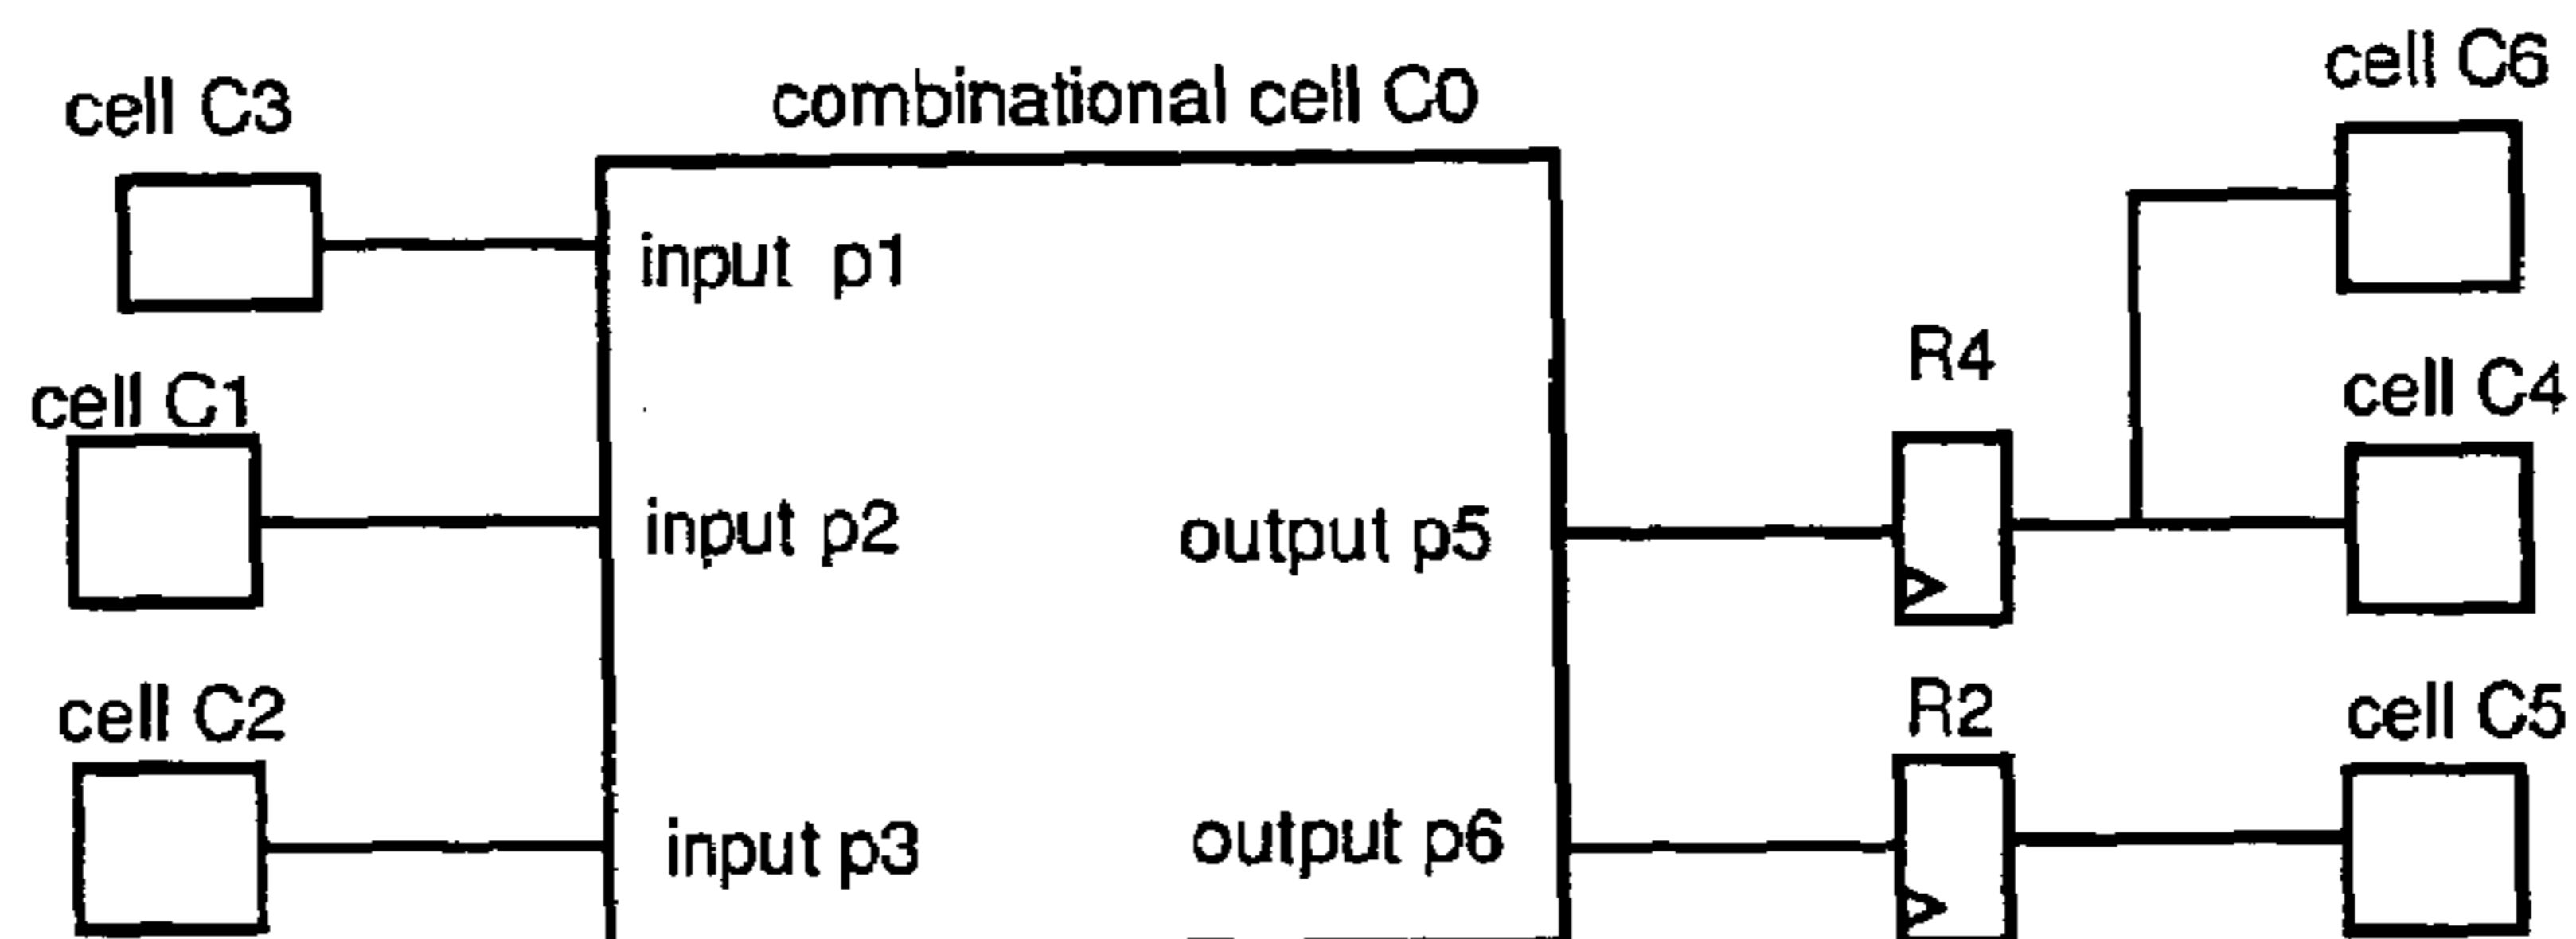 cell C3
combinational cell C0
cell C6
input p1
R4
cell C1
cell C4
input p2
output p5
cell C2
R2
cell C5
input p3
output p6